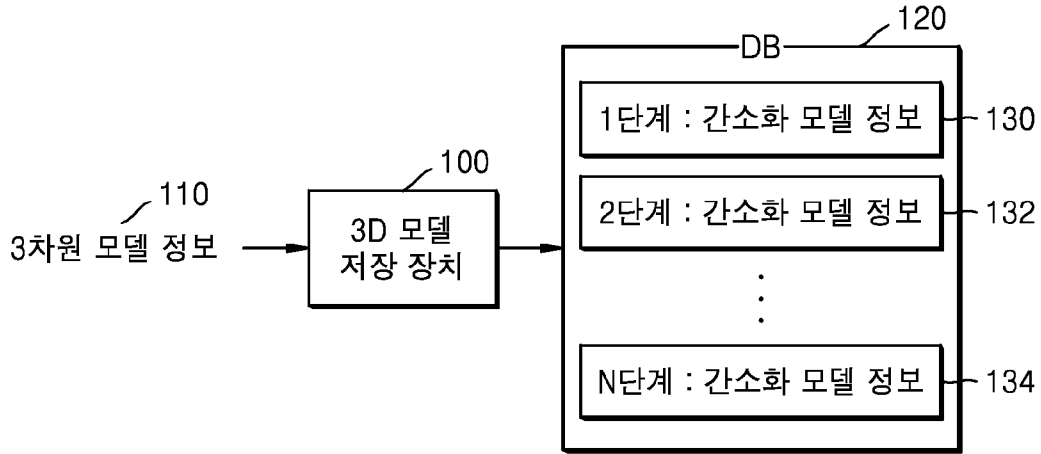 120
DB
1단계 : 간소화 모델 정보
130
100
110
2단계 : 간소화 모델 정보
132
3차원 모델 정보
3D 모델
저장 장치
N단계 : 간소화 모델 정보
134